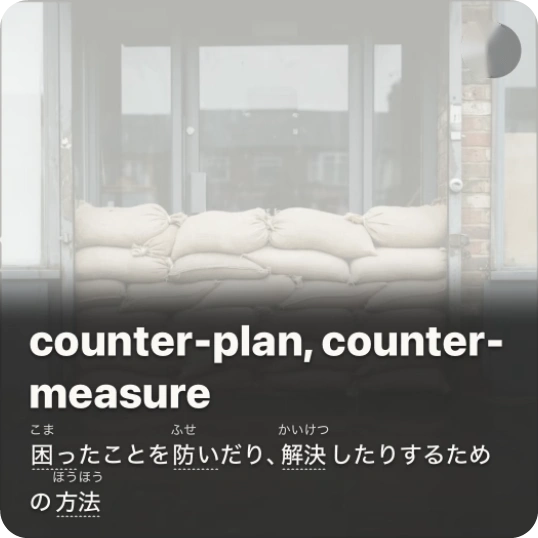 counter-plan, counter-
measure
こま ふせ かいけつ
困ったことを防いだり、解決したりするため
ほうほう
の方法